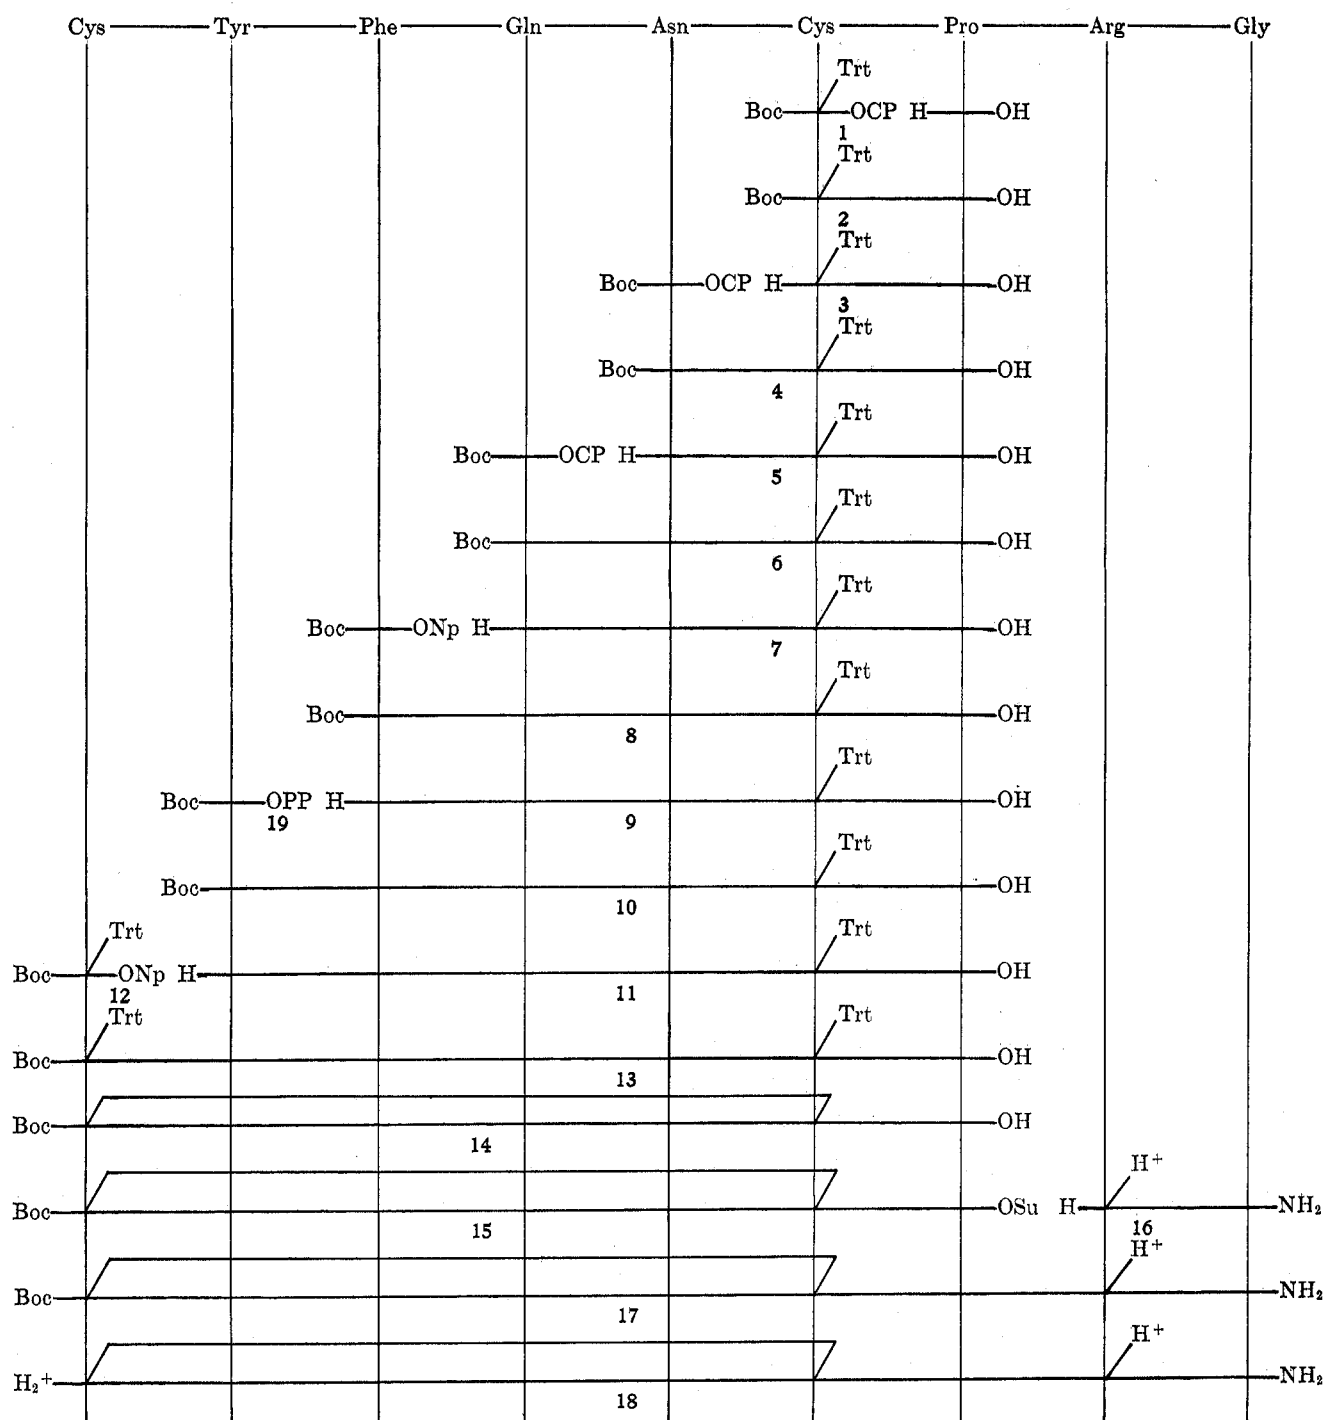 Cys Tyr Phe Gln Asn Cys Pro Arg Gly
Trt
Boc OCP H OH
1
Trt
Boc OH
2
Trt
Boc OCP H OH
3
Trt
Boc OH
4
Trt
Boc OCP H OH
5
Trt
Boc OH
6
Trt
Boc ONp H OH
7
Trt
Boc OH
8
Trt
Boc OPP H OH
19 9
Trt
Boc OH
10
Trt Trt
Boc ONp H OH
12 11
Trt Trt
Boc OH
13
Boc OH
14
H+
Boc OSu H NH2
15 16
H+
Boc NH2
17
H+
H2+ NH2
18